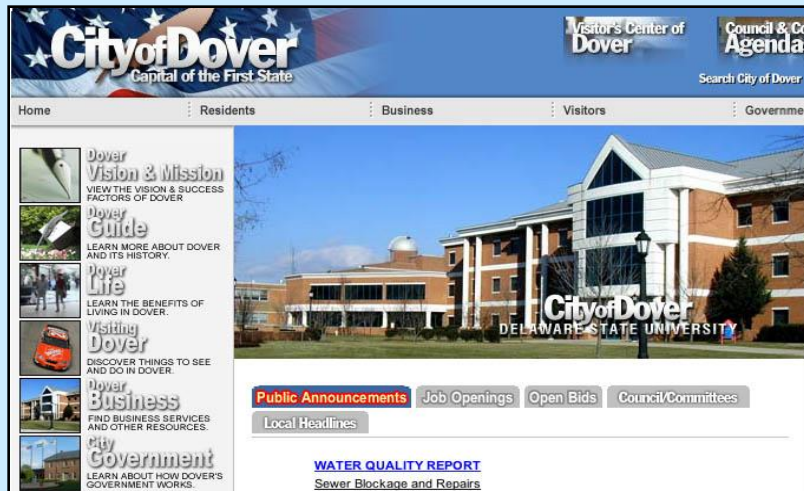 City of Dover
Capital of the First State
Visitor's Center of
Dover
Council & Co
Agenda
Search City of Dover
Home
Residents
Business
Visitors
Governme
Dover
Vision & Mission
VIEW THE VISION & SUCCESS
FACTORS OF DOVER
Dover
Guide
LEARN MORE ABOUT DOVER
AND ITS HISTORY.
Dover
Life
LEARN THE BENEFITS OF
LIVING IN DOVER.
Visiting
Dover
DISCOVER THINGS TO SEE
AND DO IN DOVER.
Dover
Business
FIND BUSINESS SERVICES
AND OTHER RESOURCES.
City
Government
LEARN ABOUT HOW DOVER'S
GOVERNMENT WORKS.
City of Dover
DELAWARE STATE UNIVERSITY
Public Announcements
Job Openings
Open Bids
Council/Committees
Local Headlines
WATER QUALITY REPORT
Sewer Blockage and Repairs